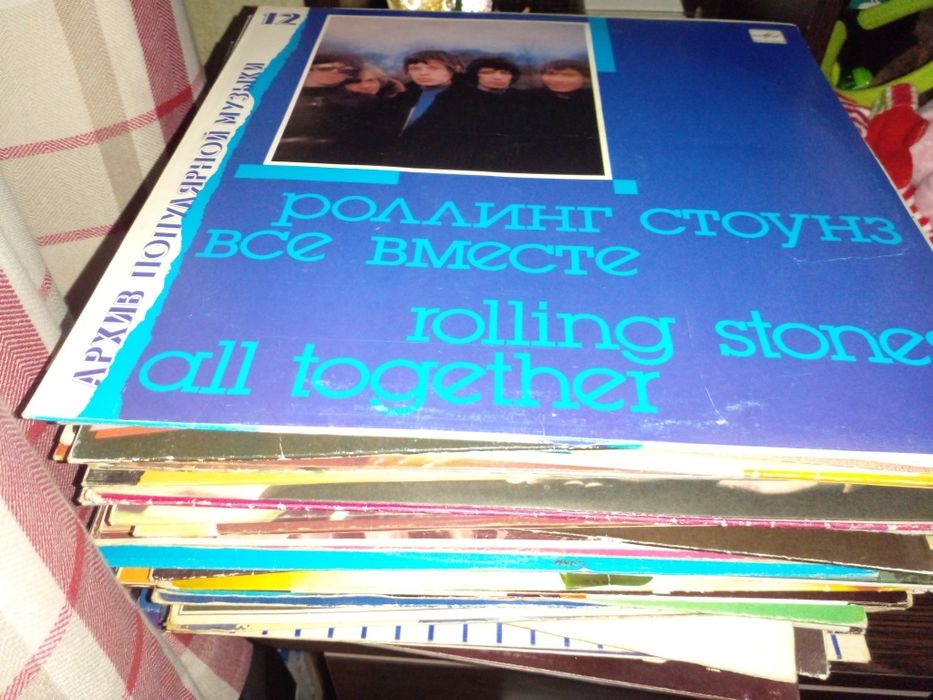 12
АРХИВ ПОПУЛЯРНОЙ МУЗЫКИ
РОЛЛИНГ СТОУНЗ
ВСЕ ВМЕСТЕ
rolling stones
all together